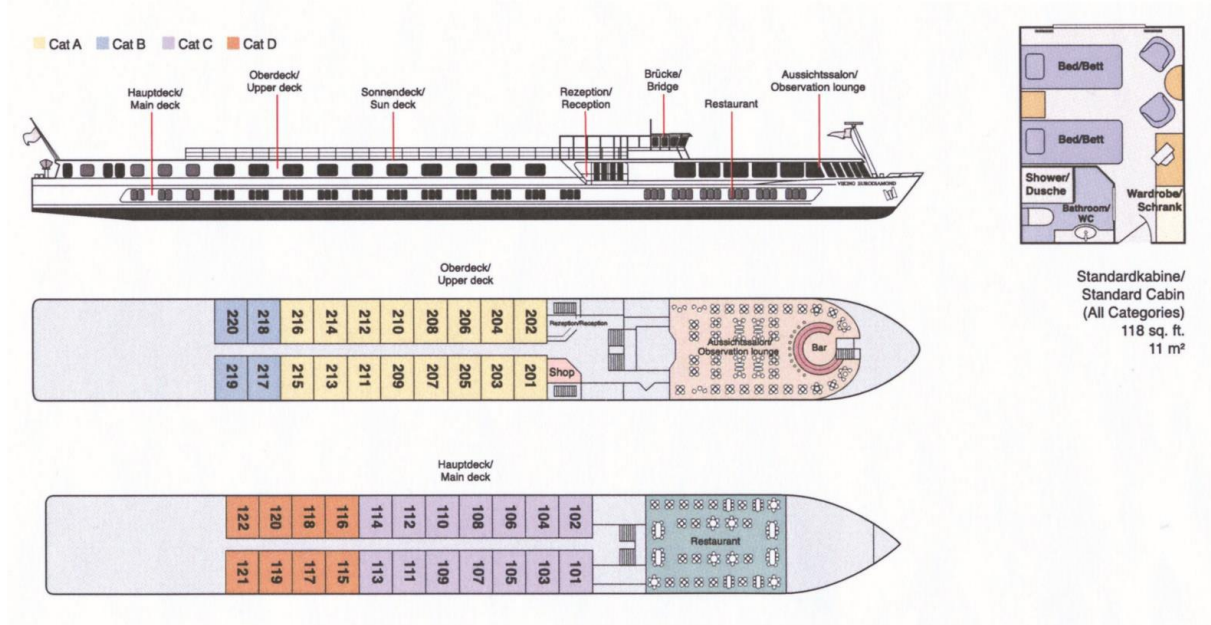 Cat A Cat B Cat C Cat D
Oberdeck/
Upper deck
Hauptdeck/
Main deck
Sonnendeck/
Sun deck
Rezeption/
Reception
Brücke/
Bridge
Restaurant
Aussichtssalon/
Observation lounge
VIKING EURODIAMOND
Bed/Bett
Bed/Bett
Shower/
Dusche
Bathroom/
WC
Wardrobe/
Schrank
Standardkabine/
Standard Cabin
(All Categories)
118 sq. ft.
11 m²
Oberdeck/
Upper deck
220 218 216 214 212 210 208 206 204 202
Rezeption/Reception
219 217 215 213 211 209 207 205 203 201
Shop
Aussichtssalon/
Observation lounge
Bar
Hauptdeck/
Main deck
122 120 118 116 114 112 110 108 106 104 102
121 119 117 115 113 111 109 107 105 103 101
Restaurant